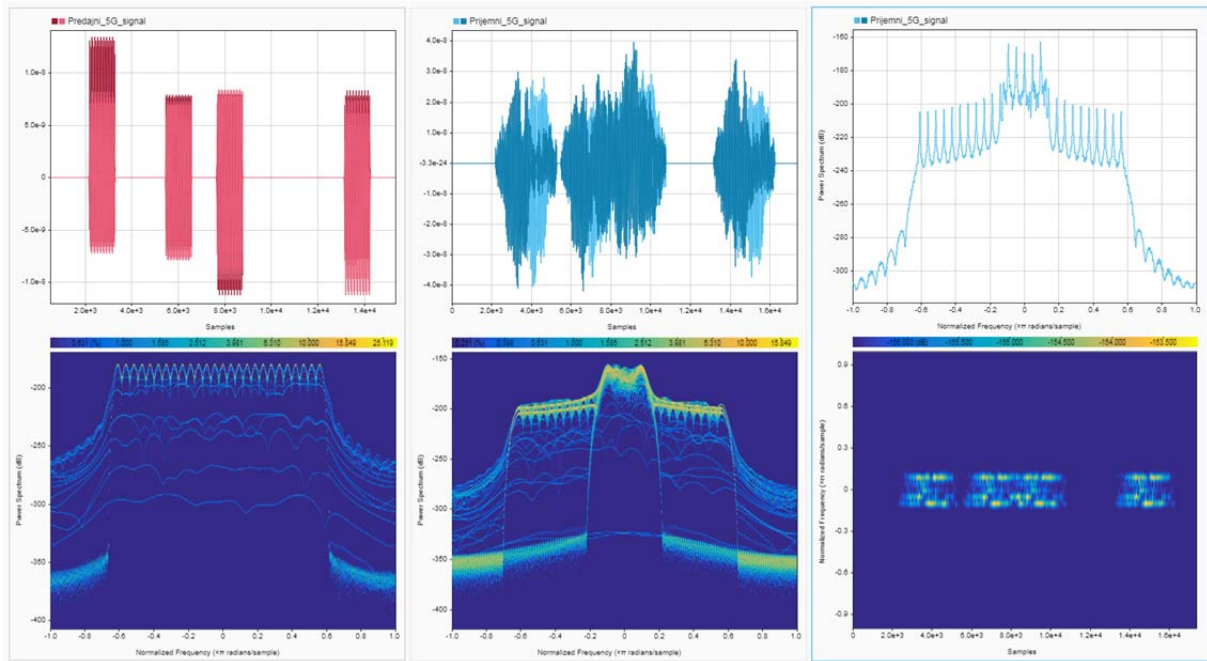 Predajni_5G_signal
1.0e-8
5.0e-9
0
-5.0e-9
-1.0e-8
2.0e+3 4.0e+3 6.0e+3 8.0e+3 1.0e+4 1.2e+4 1.4e+4
Samples
Prijemni_5G_signal
4.0e-8
3.0e-8
2.0e-8
1.0e-8
-3.3e-24
-1.0e-8
-2.0e-8
-3.0e-8
-4.0e-8
2.0e+3 4.0e+3 6.0e+3 8.0e+3 1.0e+4 1.2e+4 1.4e+4 1.6e+4
Samples
Prijemni_5G_signal
Power Spectrum (dB)
-160
-180
-200
-220
-240
-260
-280
-300
-1.0 -0.8 -0.6 -0.4 -0.2 0 0.2 0.4 0.6 0.8 1.0
Normalized Frequency (×π radians/sample)
0.631 (%) 1.000 1.585 2.512 3.981 6.310 10.000 15.849 25.119
Power Spectrum (dB)
-200
-250
-300
-350
-400
-1.0 -0.8 -0.6 -0.4 -0.2 0 0.2 0.4 0.6 0.8 1.0
Normalized Frequency (×π radians/sample)
0.251 (%) 0.398 0.631 1.000 1.585 2.512 3.981 6.310 10.000 15.849
Power Spectrum (dB)
-150
-200
-250
-300
-350
-400
-1.0 -0.8 -0.6 -0.4 -0.2 0 0.2 0.4 0.6 0.8 1.0
Normalized Frequency (×π radians/sample)
-156.000 (dB) -155.500 -155.000 -154.500 -154.000 -153.500
Normalized Frequency (×π radians/sample)
0.9
0.6
0.3
0
-0.3
-0.6
-0.9
0 2.0e+3 4.0e+3 6.0e+3 8.0e+3 1.0e+4 1.2e+4 1.4e+4 1.6e+4
Samples